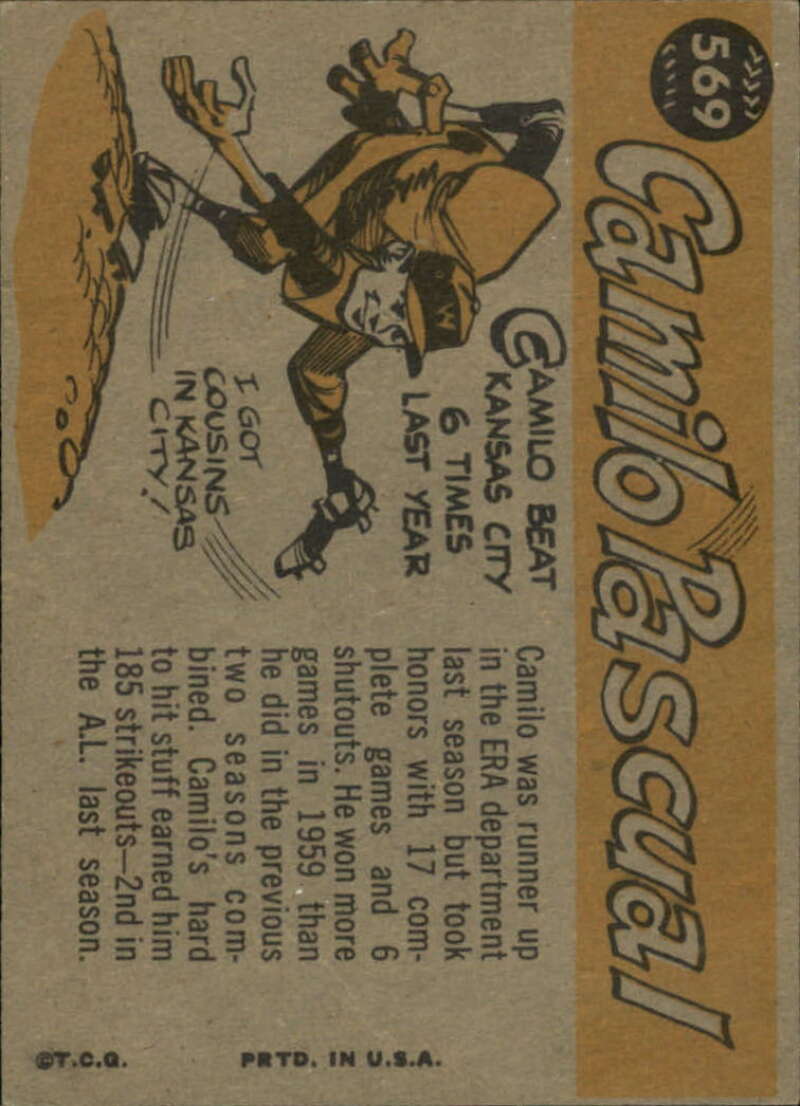 569
Camilo Pascual
CAMILO BEAT
KANSAS CITY
6 TIMES
LAST YEAR
W
I GOT
COUSINS
IN KANSAS
CITY!
Camilo was runner up
in the ERA department
last season but took
honors with 17 com-
plete games and 6
shutouts. He won more
games in 1959 than
he did in the previous
two seasons com-
bined. Camilo's hard
to hit stuff earned him
185 strikeouts—2nd in
the A.L. last season.
©T.C.G.
PRTD. IN U.S.A.